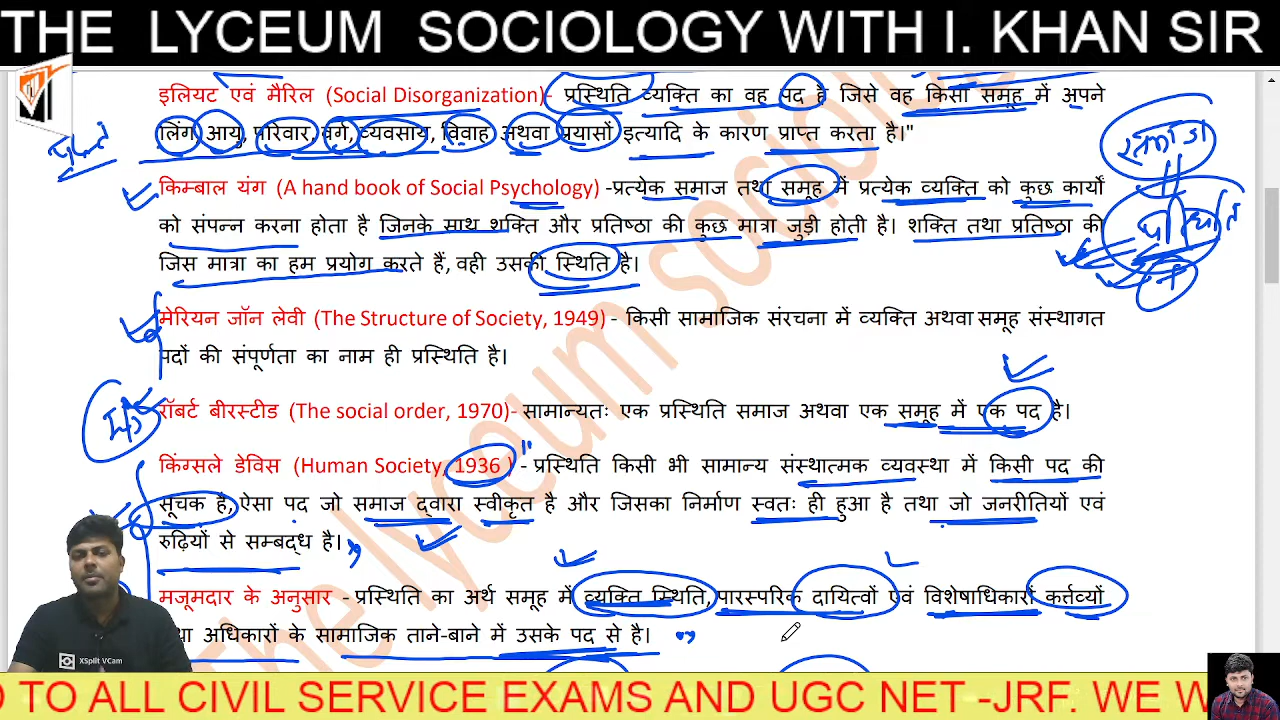 THE LYCEUM SOCIOLOGY WITH I. KHAN SIR
इलियट एवं मैरिल (Social Disorganization)- प्रस्थिति व्यक्ति का वह पद है जिसे वह किसी समूह में अपने
लिंग, आयु, परिवार, वर्ग, व्यवसाय, विवाह अथवा प्रयासों इत्यादि के कारण प्राप्त करता है।"
समाज
किम्बाल यंग (A hand book of Social Psychology) -प्रत्येक समाज तथा समूह में प्रत्येक व्यक्ति को कुछ कार्यों
को संपन्न करना होता है जिनके साथ शक्ति और प्रतिष्ठा की कुछ मात्रा जुड़ी होती है। शक्ति तथा प्रतिष्ठा की
जिस मात्रा का हम प्रयोग करते हैं, वही उसकी स्थिति है।
मेरियन जॉन लेवी (The Structure of Society, 1949) - किसी सामाजिक संरचना में व्यक्ति अथवा समूह संस्थागत
पदों की संपूर्णता का नाम ही प्रस्थिति है।
रॉबर्ट बीरस्टीड (The social order, 1970)- सामान्यतः एक प्रस्थिति समाज अथवा एक समूह में एक पद है।
किंग्सले डेविस (Human Society, 1936 ) - प्रस्थिति किसी भी सामान्य संस्थात्मक व्यवस्था में किसी पद की
सूचक है, ऐसा पद जो समाज द्वारा स्वीकृत है और जिसका निर्माण स्वतः ही हुआ है तथा जो जनरीतियों एवं
रुढ़ियों से सम्बद्ध है।
मजूमदार के अनुसार - प्रस्थिति का अर्थ समूह में व्यक्ति स्थिति, पारस्परिक दायित्वों एवं विशेषाधिकारों कर्त्तव्यों
अधिकारों के सामाजिक ताने-बाने में उसके पद से है।
The lyceum sociology
XSplit VCam
TO ALL CIVIL SERVICE EXAMS AND UGC NET -JRF. WE W